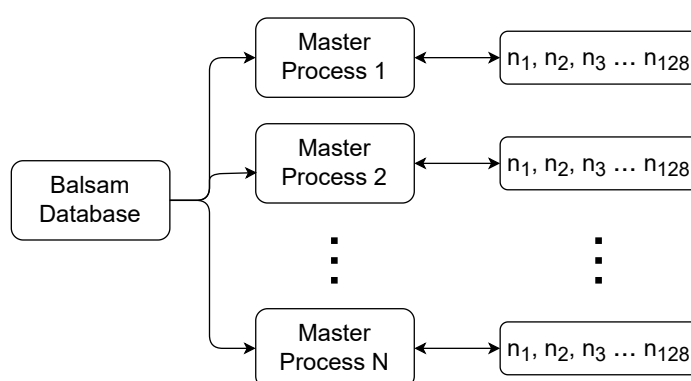 Master
Process 1
n₁, n₂, n₃ ... n₁₂₈
Master
Process 2
n₁, n₂, n₃ ... n₁₂₈
Balsam
Database
Master
Process N
n₁, n₂, n₃ ... n₁₂₈